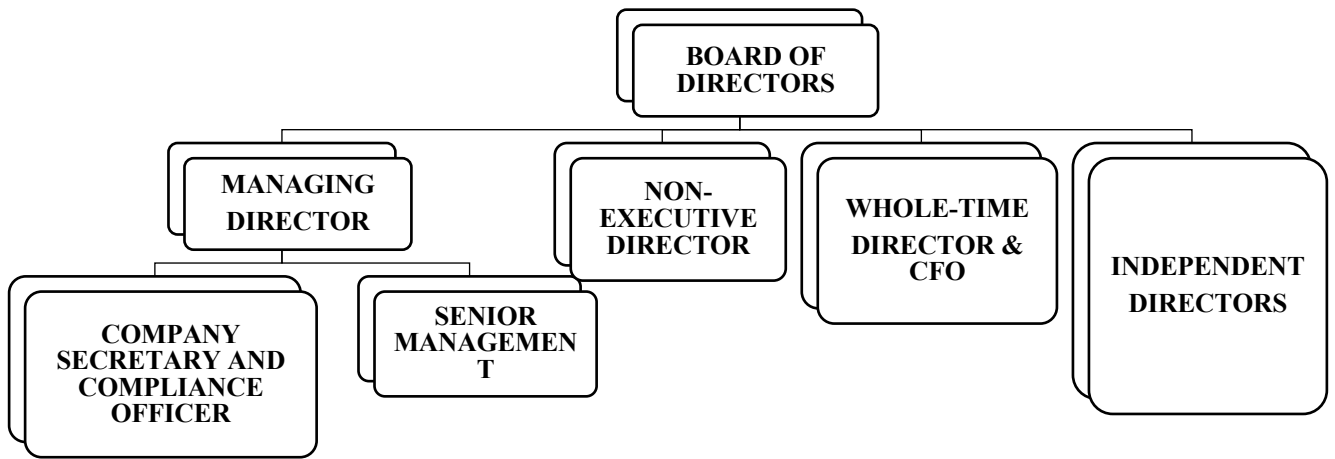 BOARD OF
DIRECTORS
MANAGING
DIRECTOR
NON-
EXECUTIVE
DIRECTOR
WHOLE-TIME
DIRECTOR &
CFO
INDEPENDENT
DIRECTORS
COMPANY
SECRETARY AND
COMPLIANCE
OFFICER
SENIOR
MANAGEMEN
T